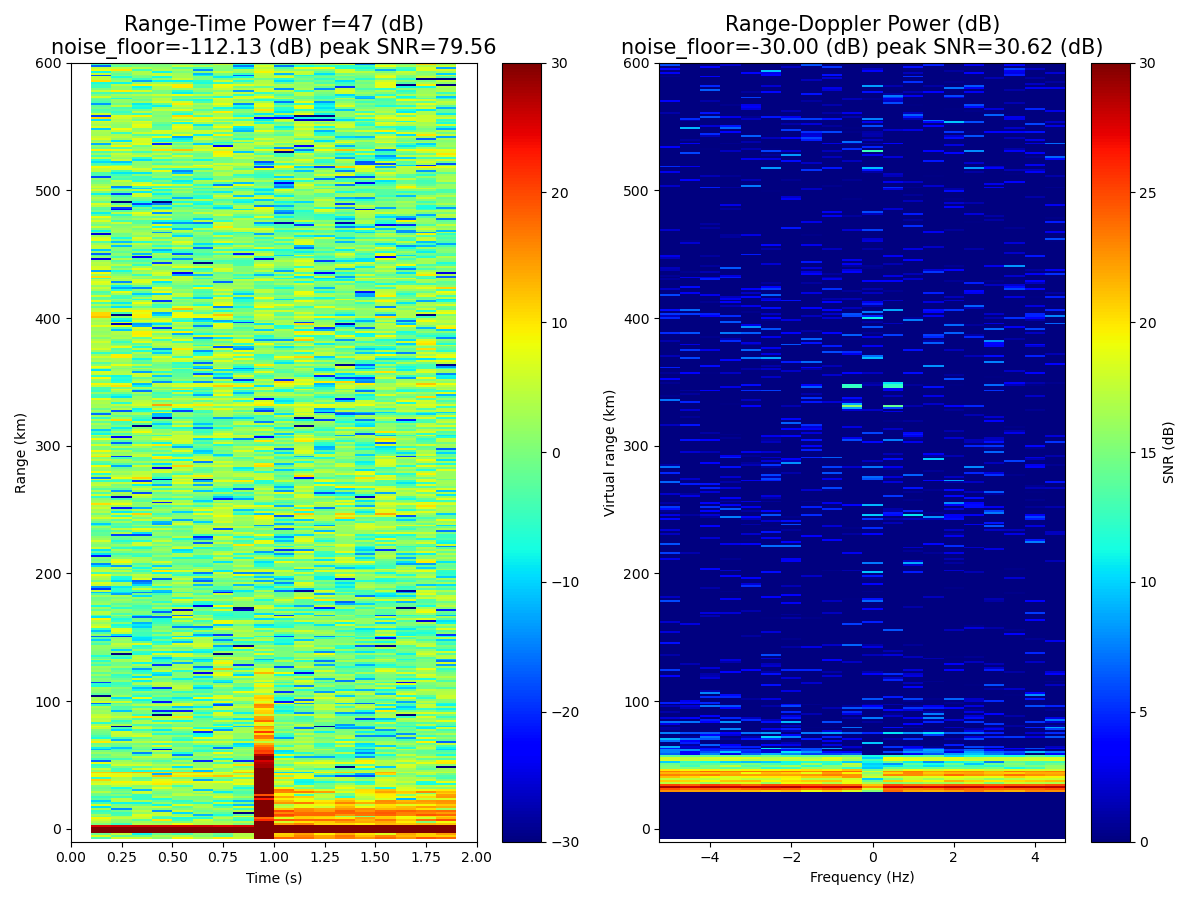 Range-Time Power f=47 (dB)
noise_floor=-112.13 (dB) peak SNR=79.56
Range (km)
600
500
400
300
200
100
0
0.00 0.25 0.50 0.75 1.00 1.25 1.50 1.75 2.00
Time (s)
30
20
10
0
−10
−20
−30
Range-Doppler Power (dB)
noise_floor=-30.00 (dB) peak SNR=30.62 (dB)
Virtual range (km)
600
500
400
300
200
100
0
−4 −2 0 2 4
Frequency (Hz)
30
25
20
15
10
5
0
SNR (dB)